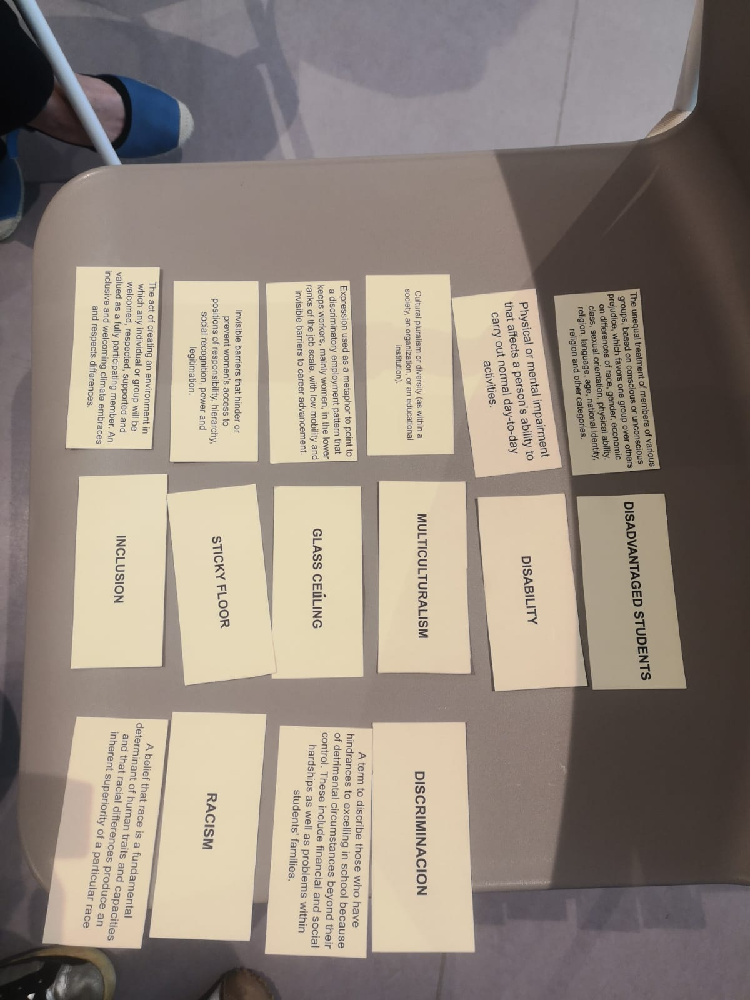 The unequal treatment of members of various
groups, based on conscious or unconscious
prejudice, which favors one group over others
on differences of race, gender, economic
class, sexual orientation, physical ability,
religion, language, age, national identity,
religion and other categories.
DISADVANTAGED STUDENTS
Physical or mental impairment
that affects a person's ability to
carry out normal day-to-day
activities.
DISABILITY
Cultural pluralism or diversity (as within a
society, an organization, or an educational
institution).
MULTICULTURALISM
DISCRIMINACION
Expression used as a metaphor to point to
a discriminatory employment pattern that
keeps workers, mainly women, in the lower
ranks of the job scale, with low mobility and
invisible barriers to career advancement.
GLASS CEüLING
A term to discribe those who have
hindrances to excelling in school because
of detrimental circumstances beyond their
control. These include financial and social
hardships as well as problems within
students' families.
Invisible barriers that hinder or
prevent women's access to
positions of responsibility, hierarchy,
social recognition, power and
legitimation.
STICKY FLOOR
RACISM
The act of creating an environment in
which any individual or group will be
welcomed, respected, supported and
valued as a fully participating member. An
inclusive and welcoming climate embraces
and respects differences.
INCLUSION
A belief that race is a fundamental
determinant of human traits and capacities
and that racial differences produce an
inherent superiority of a particular race